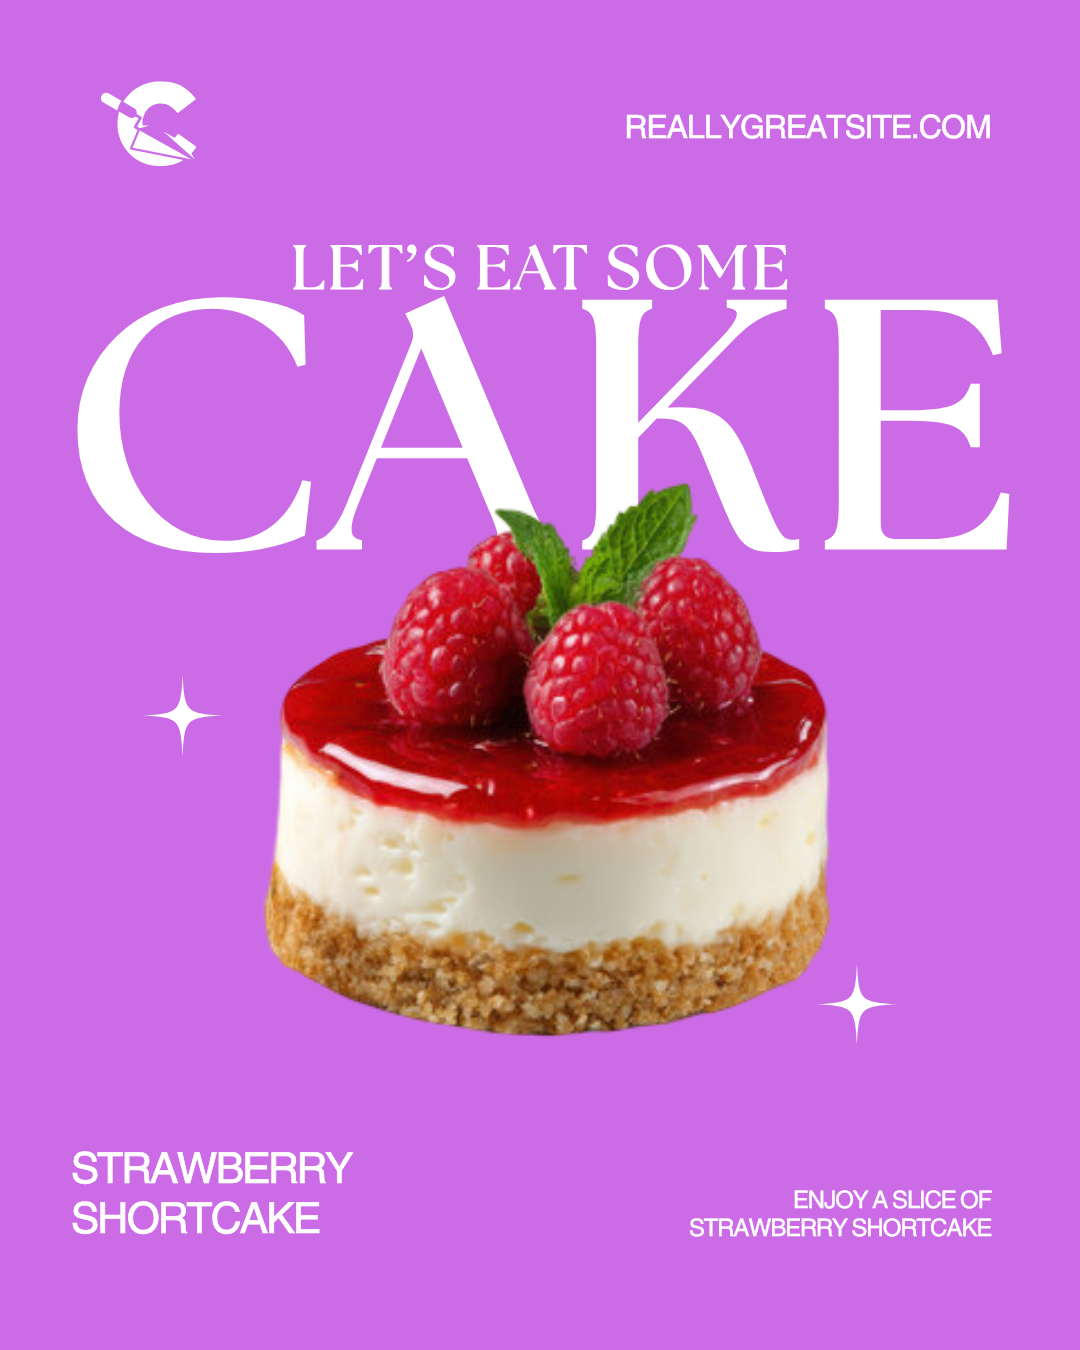 REALLYGREATSITE.COM
LET’S EAT SOME
CAKE
STRAWBERRY
SHORTCAKE
ENJOY A SLICE OF
STRAWBERRY SHORTCAKE